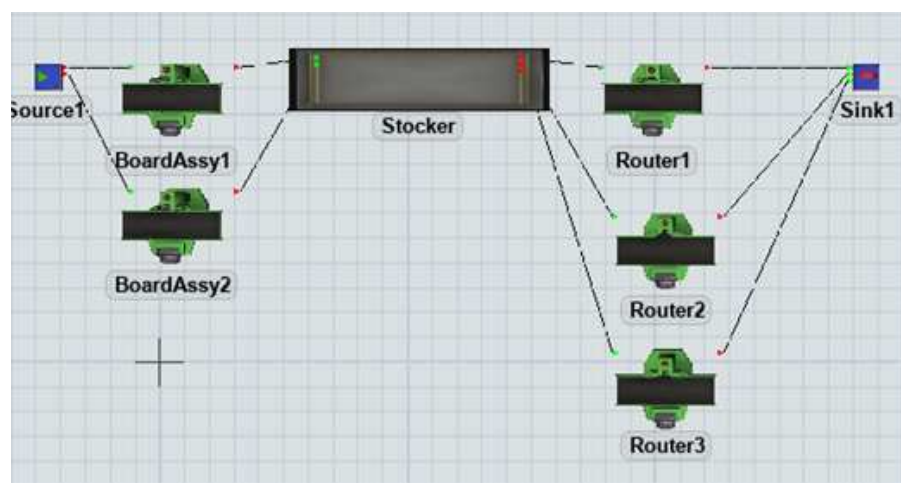 Source1
BoardAssy1
BoardAssy2
Stocker
Router1
Router2
Router3
Sink1